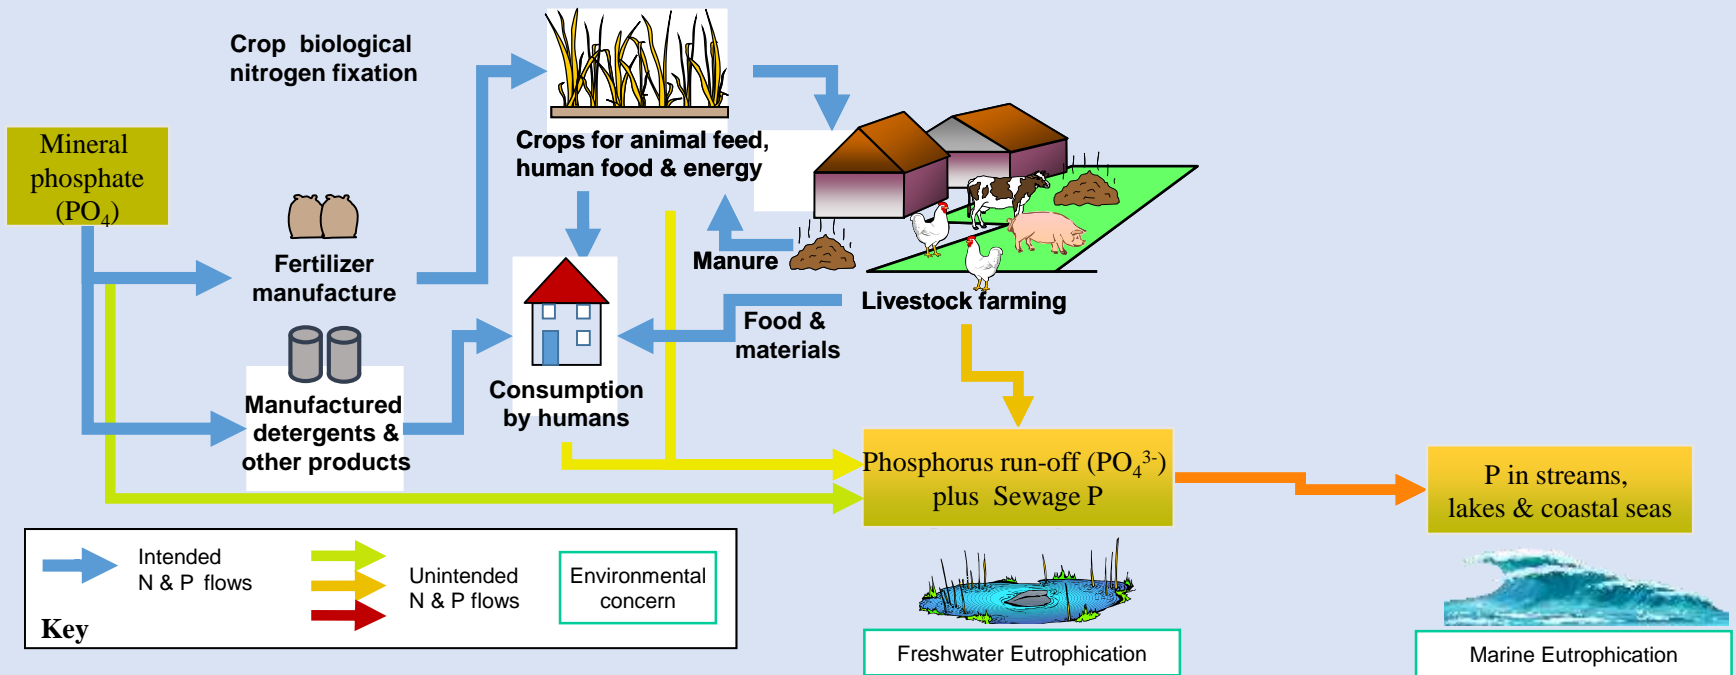 Crop biological
nitrogen fixation
Mineral
phosphate
(PO₄)
Crops for animal feed,
human food & energy
Fertilizer
manufacture
Manure
Livestock farming
Food &
materials
Manufactured
detergents &
other products
Consumption
by humans
Phosphorus run-off (PO₄³⁻)
plus Sewage P
P in streams,
lakes & coastal seas
Intended
N & P flows
Unintended
N & P flows
Environmental
concern
Key
Freshwater Eutrophication
Marine Eutrophication